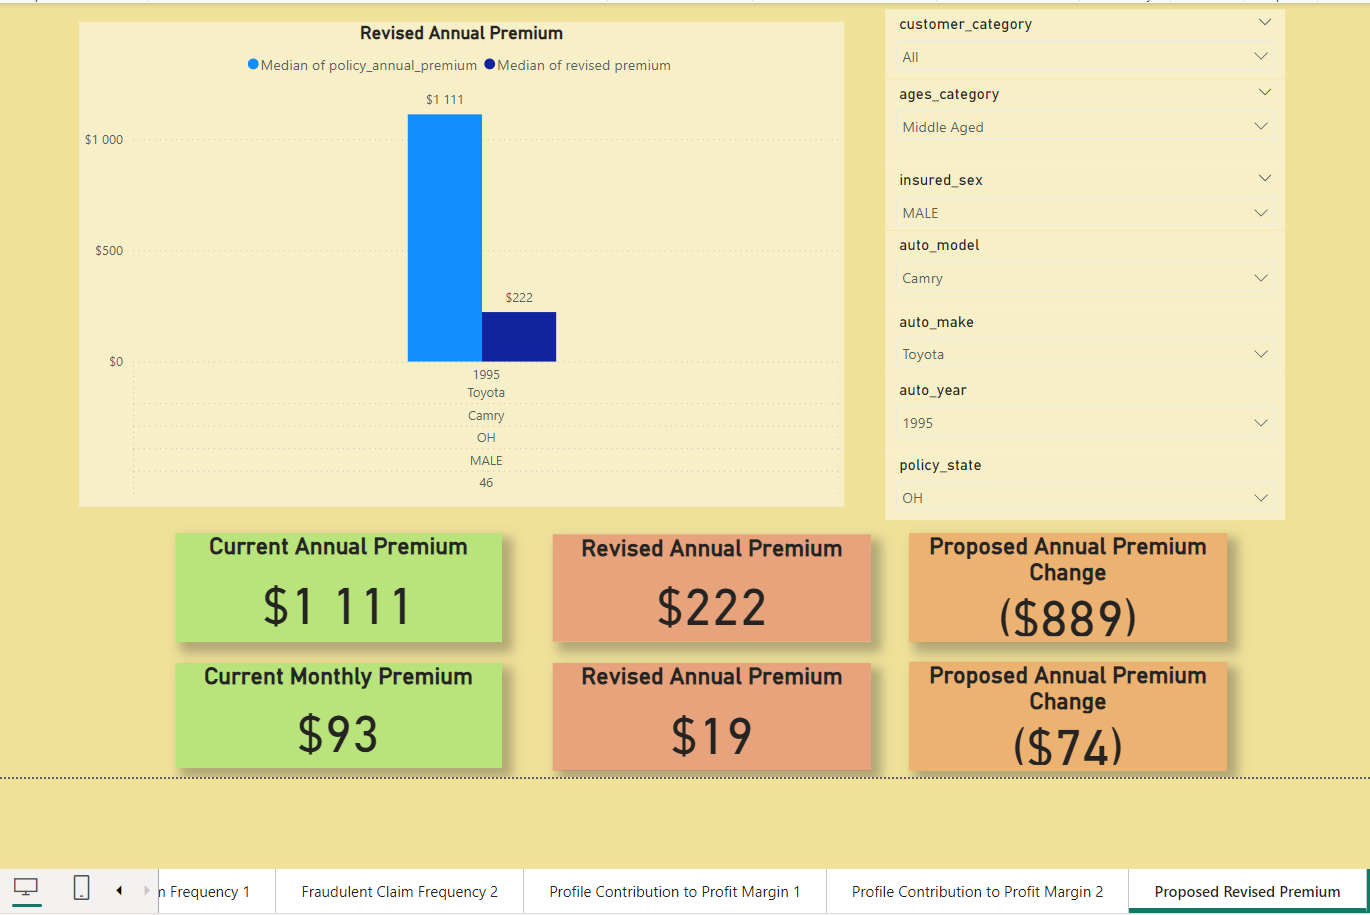 Revised Annual Premium
Median of policy_annual_premium Median of revised premium
$1 111
$1 000
$500
$222
$0
1995
Toyota
Camry
OH
MALE
46
customer_category
All
ages_category
Middle Aged
insured_sex
MALE
auto_model
Camry
auto_make
Toyota
auto_year
1995
policy_state
OH
Current Annual Premium
$1 111
Revised Annual Premium
$222
Proposed Annual Premium
Change
($889)
Current Monthly Premium
$93
Revised Annual Premium
$19
Proposed Annual Premium
Change
($74)
Frequency 1 Fraudulent Claim Frequency 2 Profile Contribution to Profit Margin 1 Profile Contribution to Profit Margin 2 Proposed Revised Premium